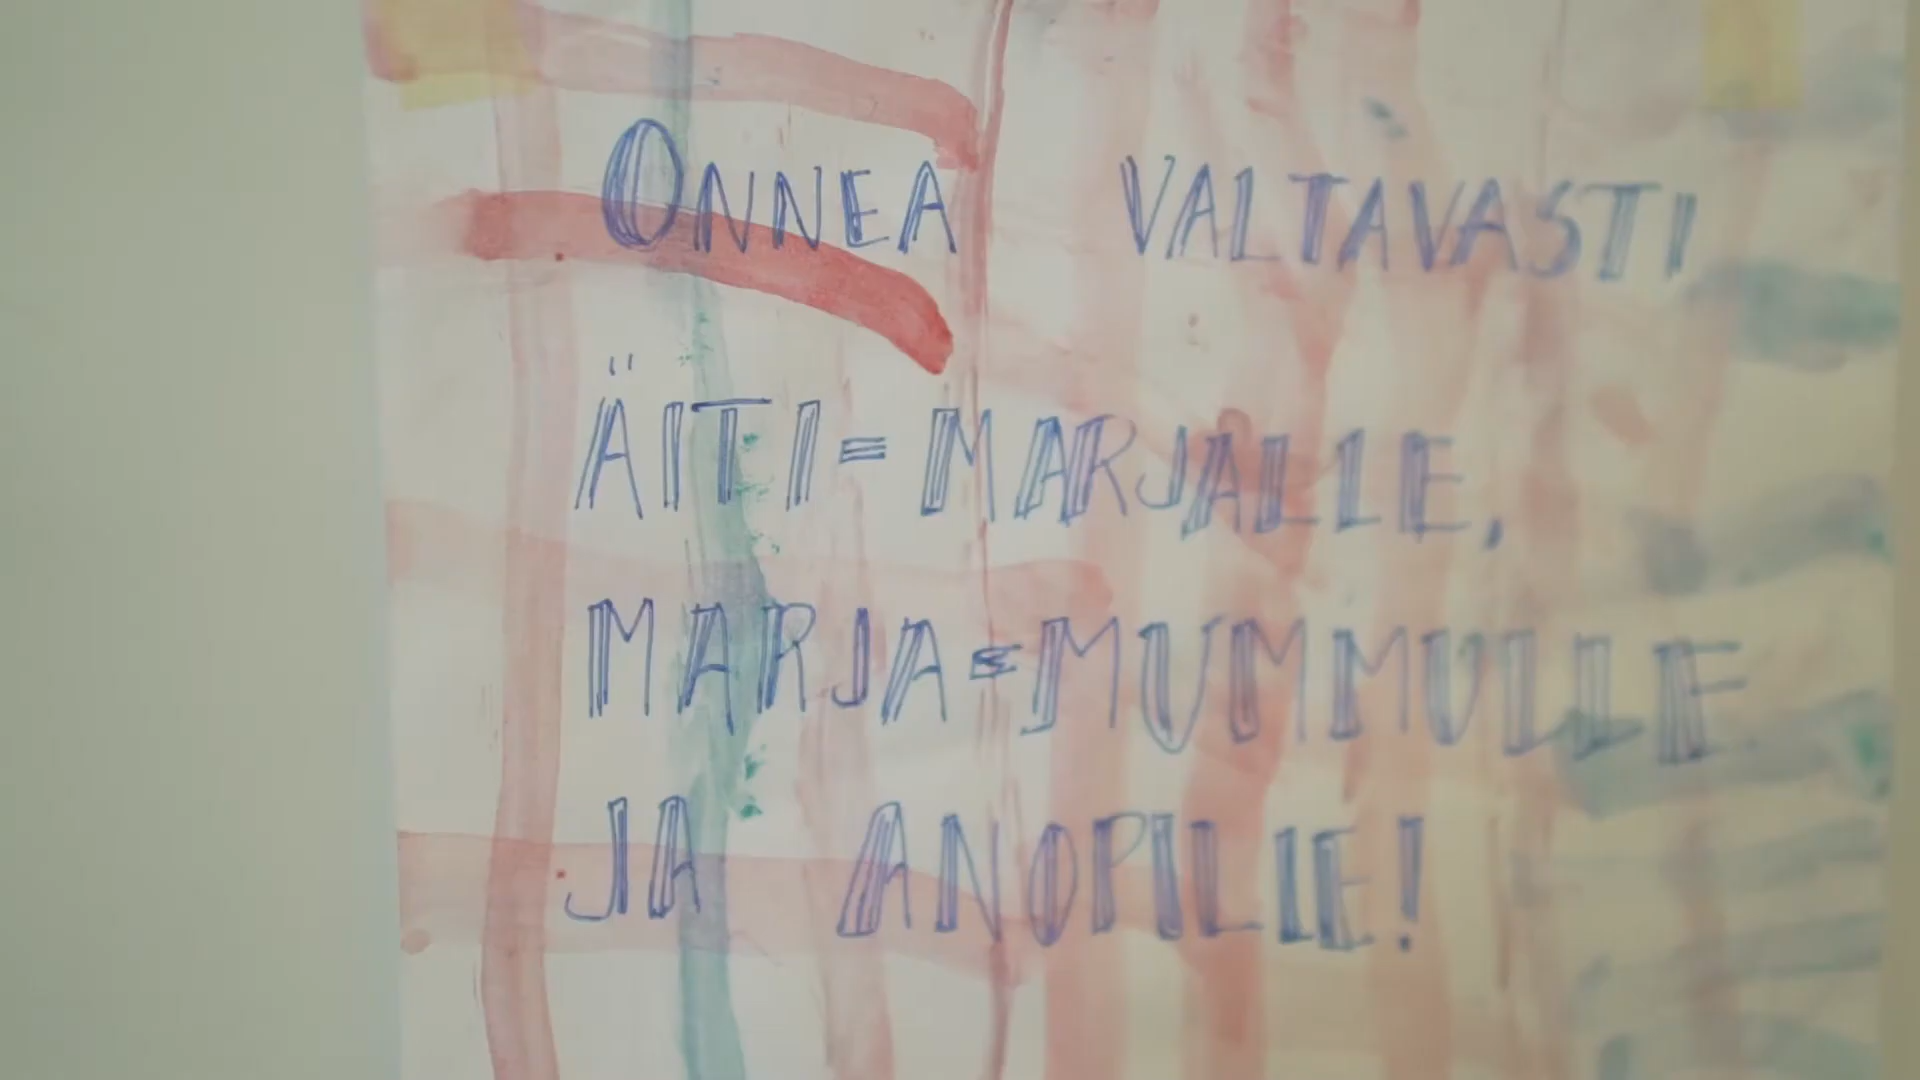 ONNEA VALTAVASTI
ÄITI=MARJALLE,
MARJA=MUMMULLE
JA ANOPILLE!